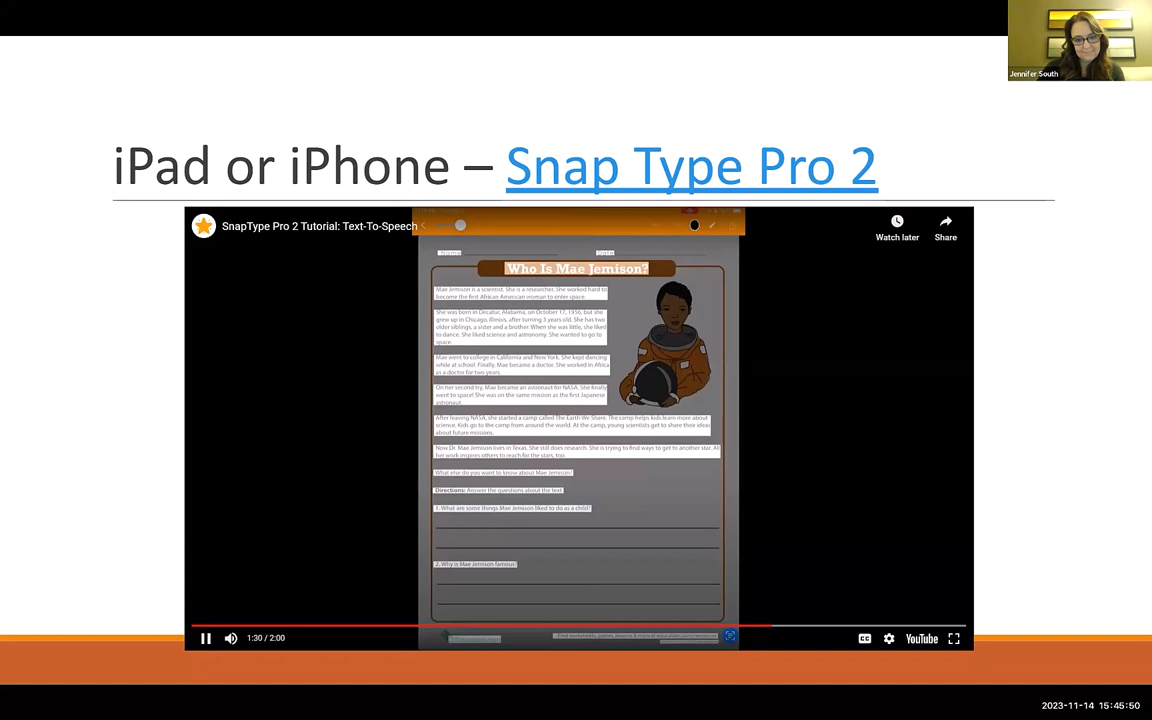 Jennifer South
iPad or iPhone – Snap Type Pro 2
SnapType Pro 2 Tutorial: Text-To-Speech
Watch later
Share
Name
Date
Who Is Mae Jemison?
Mae Jemison is a scientist. She is a researcher. She worked hard to
become the first African American woman to enter space.
She was born in Decatur, Alabama, on October 17, 1956, but she
grew up in Chicago, Illinois, after turning 3 years old. She has two
older siblings, a sister and a brother. When she was little, she liked
to dance. She liked science and astronomy. She wanted to go to
space.
Mae went to college in California and New York. She kept dancing
while at school. Finally, Mae became a doctor. She worked in Africa
as a doctor for two years.
On her second try, Mae became an astronaut for NASA. She finally
went to space! She was on the same mission as the first Japanese
astronaut.
After leaving NASA, she started a camp called The Earth We Share. The camp helps kids learn more about
science. Kids go to the camp from around the world. At the camp, young scientists get to share their ideas
about future missions.
Now Dr. Mae Jemison lives in Texas. She still does research. She is trying to find ways to get to another star. All
her work inspires others to reach for the stars, too.
What else do you want to know about Mae Jemison?
Directions: Answer the questions about the text.
1. What are some things Mae Jemison liked to do as a child?
2. Why is Mae Jemison famous?
Find worksheets, games, lessons & more at
1:30 / 2:00
CC
YouTube
2023-11-14 15:45:50